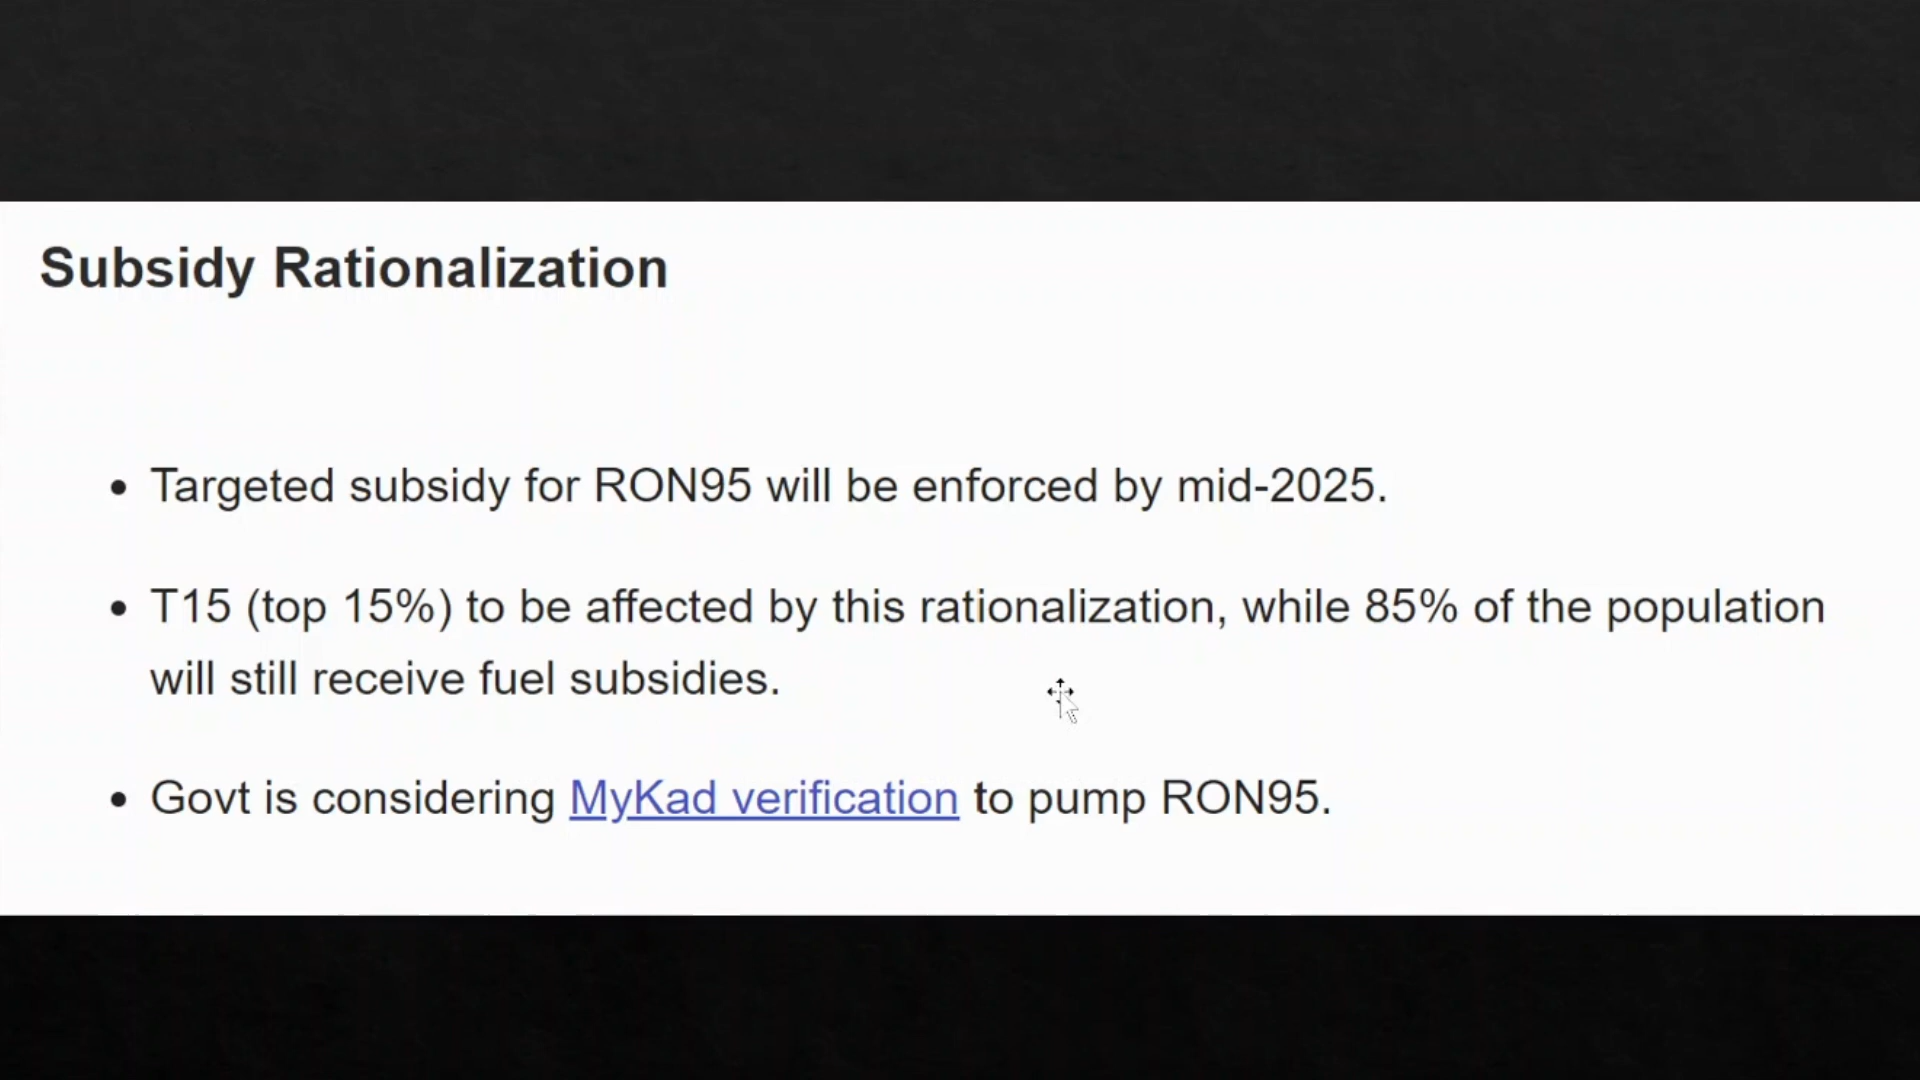 Subsidy Rationalization
• Targeted subsidy for RON95 will be enforced by mid-2025.
• T15 (top 15%) to be affected by this rationalization, while 85% of the population
will still receive fuel subsidies.
• Govt is considering MyKad verification to pump RON95.